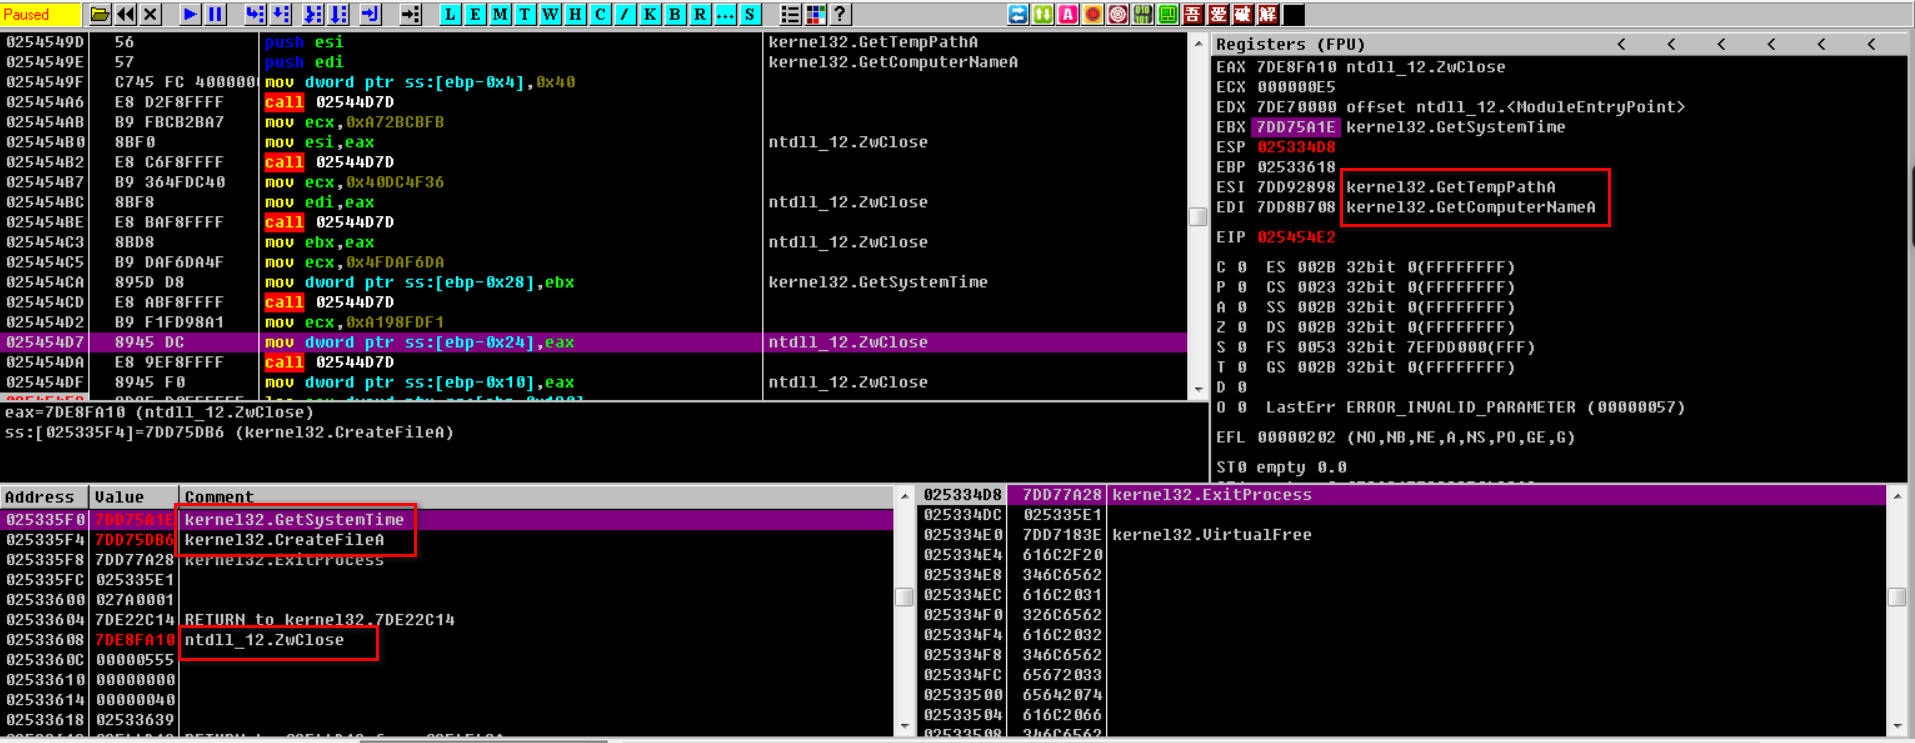 Paused
L E M T W H C / K B R ... S
?
A 吾 爱 破 解
0254549D 56 push esi kernel32.GetTempPathA
0254549E 57 push edi kernel32.GetComputerNameA
0254549F C745 FC 400000 mov dword ptr ss:[ebp-0x4],0x40
025454A6 E8 D2F8FFFF call 02544D7D
025454AB B9 FBCB2BA7 mov ecx,0xA72BCBFB
025454B0 8BF0 mov esi,eax ntdll_12.ZwClose
025454B2 E8 C6F8FFFF call 02544D7D
025454B7 B9 364FDC40 mov ecx,0x40DC4F36
025454BC 8BF8 mov edi,eax ntdll_12.ZwClose
025454BE E8 BAF8FFFF call 02544D7D
025454C3 8BD8 mov ebx,eax ntdll_12.ZwClose
025454C5 B9 DAF6DA4F mov ecx,0x4FDAF6DA
025454CA 895D D8 mov dword ptr ss:[ebp-0x28],ebx kernel32.GetSystemTime
025454CD E8 ABF8FFFF call 02544D7D
025454D2 B9 F1FD98A1 mov ecx,0xA198FDF1
025454D7 8945 DC mov dword ptr ss:[ebp-0x24],eax ntdll_12.ZwClose
025454DA E8 9EF8FFFF call 02544D7D
025454DF 8945 F0 mov dword ptr ss:[ebp-0x10],eax ntdll_12.ZwClose
eax=7DE8FA10 (ntdll_12.ZwClose)
ss:[025335F4]=7DD75DB6 (kernel32.CreateFileA)
Registers (FPU) < < < < < <
EAX 7DE8FA10 ntdll_12.ZwClose
ECX 000000E5
EDX 7DE70000 offset ntdll_12.<ModuleEntryPoint>
EBX 7DD75A1E kernel32.GetSystemTime
ESP 025334D8
EBP 02533618
ESI 7DD92898 kernel32.GetTempPathA
EDI 7DD8B708 kernel32.GetComputerNameA
EIP 025454E2
C 0 ES 002B 32bit 0(FFFFFFFF)
P 0 CS 0023 32bit 0(FFFFFFFF)
A 0 SS 002B 32bit 0(FFFFFFFF)
Z 0 DS 002B 32bit 0(FFFFFFFF)
S 0 FS 0053 32bit 7EFDD000(FFF)
T 0 GS 002B 32bit 0(FFFFFFFF)
D 0
O 0 LastErr ERROR_INVALID_PARAMETER (00000057)
EFL 00000202 (NO,NB,NE,A,NS,PO,GE,G)
ST0 empty 0.0
Address Value Comment
025335F0 7DD75A1E kernel32.GetSystemTime
025335F4 7DD75DB6 kernel32.CreateFileA
025335F8 7DD77A28 kernel32.ExitProcess
025335FC 025335E1
02533600 027A0001
02533604 7DE22C14 RETURN to kernel32.7DE22C14
02533608 7DE8FA10 ntdll_12.ZwClose
0253360C 00000555
02533610 00000000
02533614 00000040
02533618 02533639
025334D8 7DD77A28 kernel32.ExitProcess
025334DC 025335E1
025334E0 7DD7183E kernel32.VirtualFree
025334E4 616C2F20
025334E8 346C6562
025334EC 616C2031
025334F0 326C6562
025334F4 616C2032
025334F8 346C6562
025334FC 65672033
02533500 65642074
02533504 616C2066
02533508 346C6562